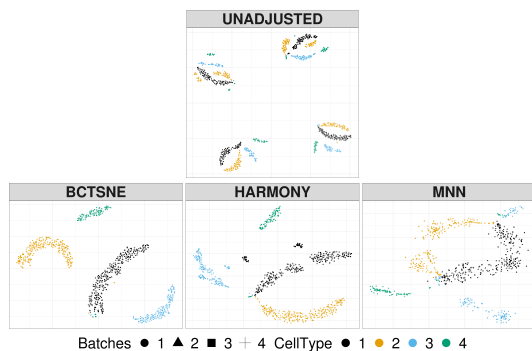 UNADJUSTED
BCTSNE HARMONY MNN
Batches 1 2 3 4 CellType 1 2 3 4